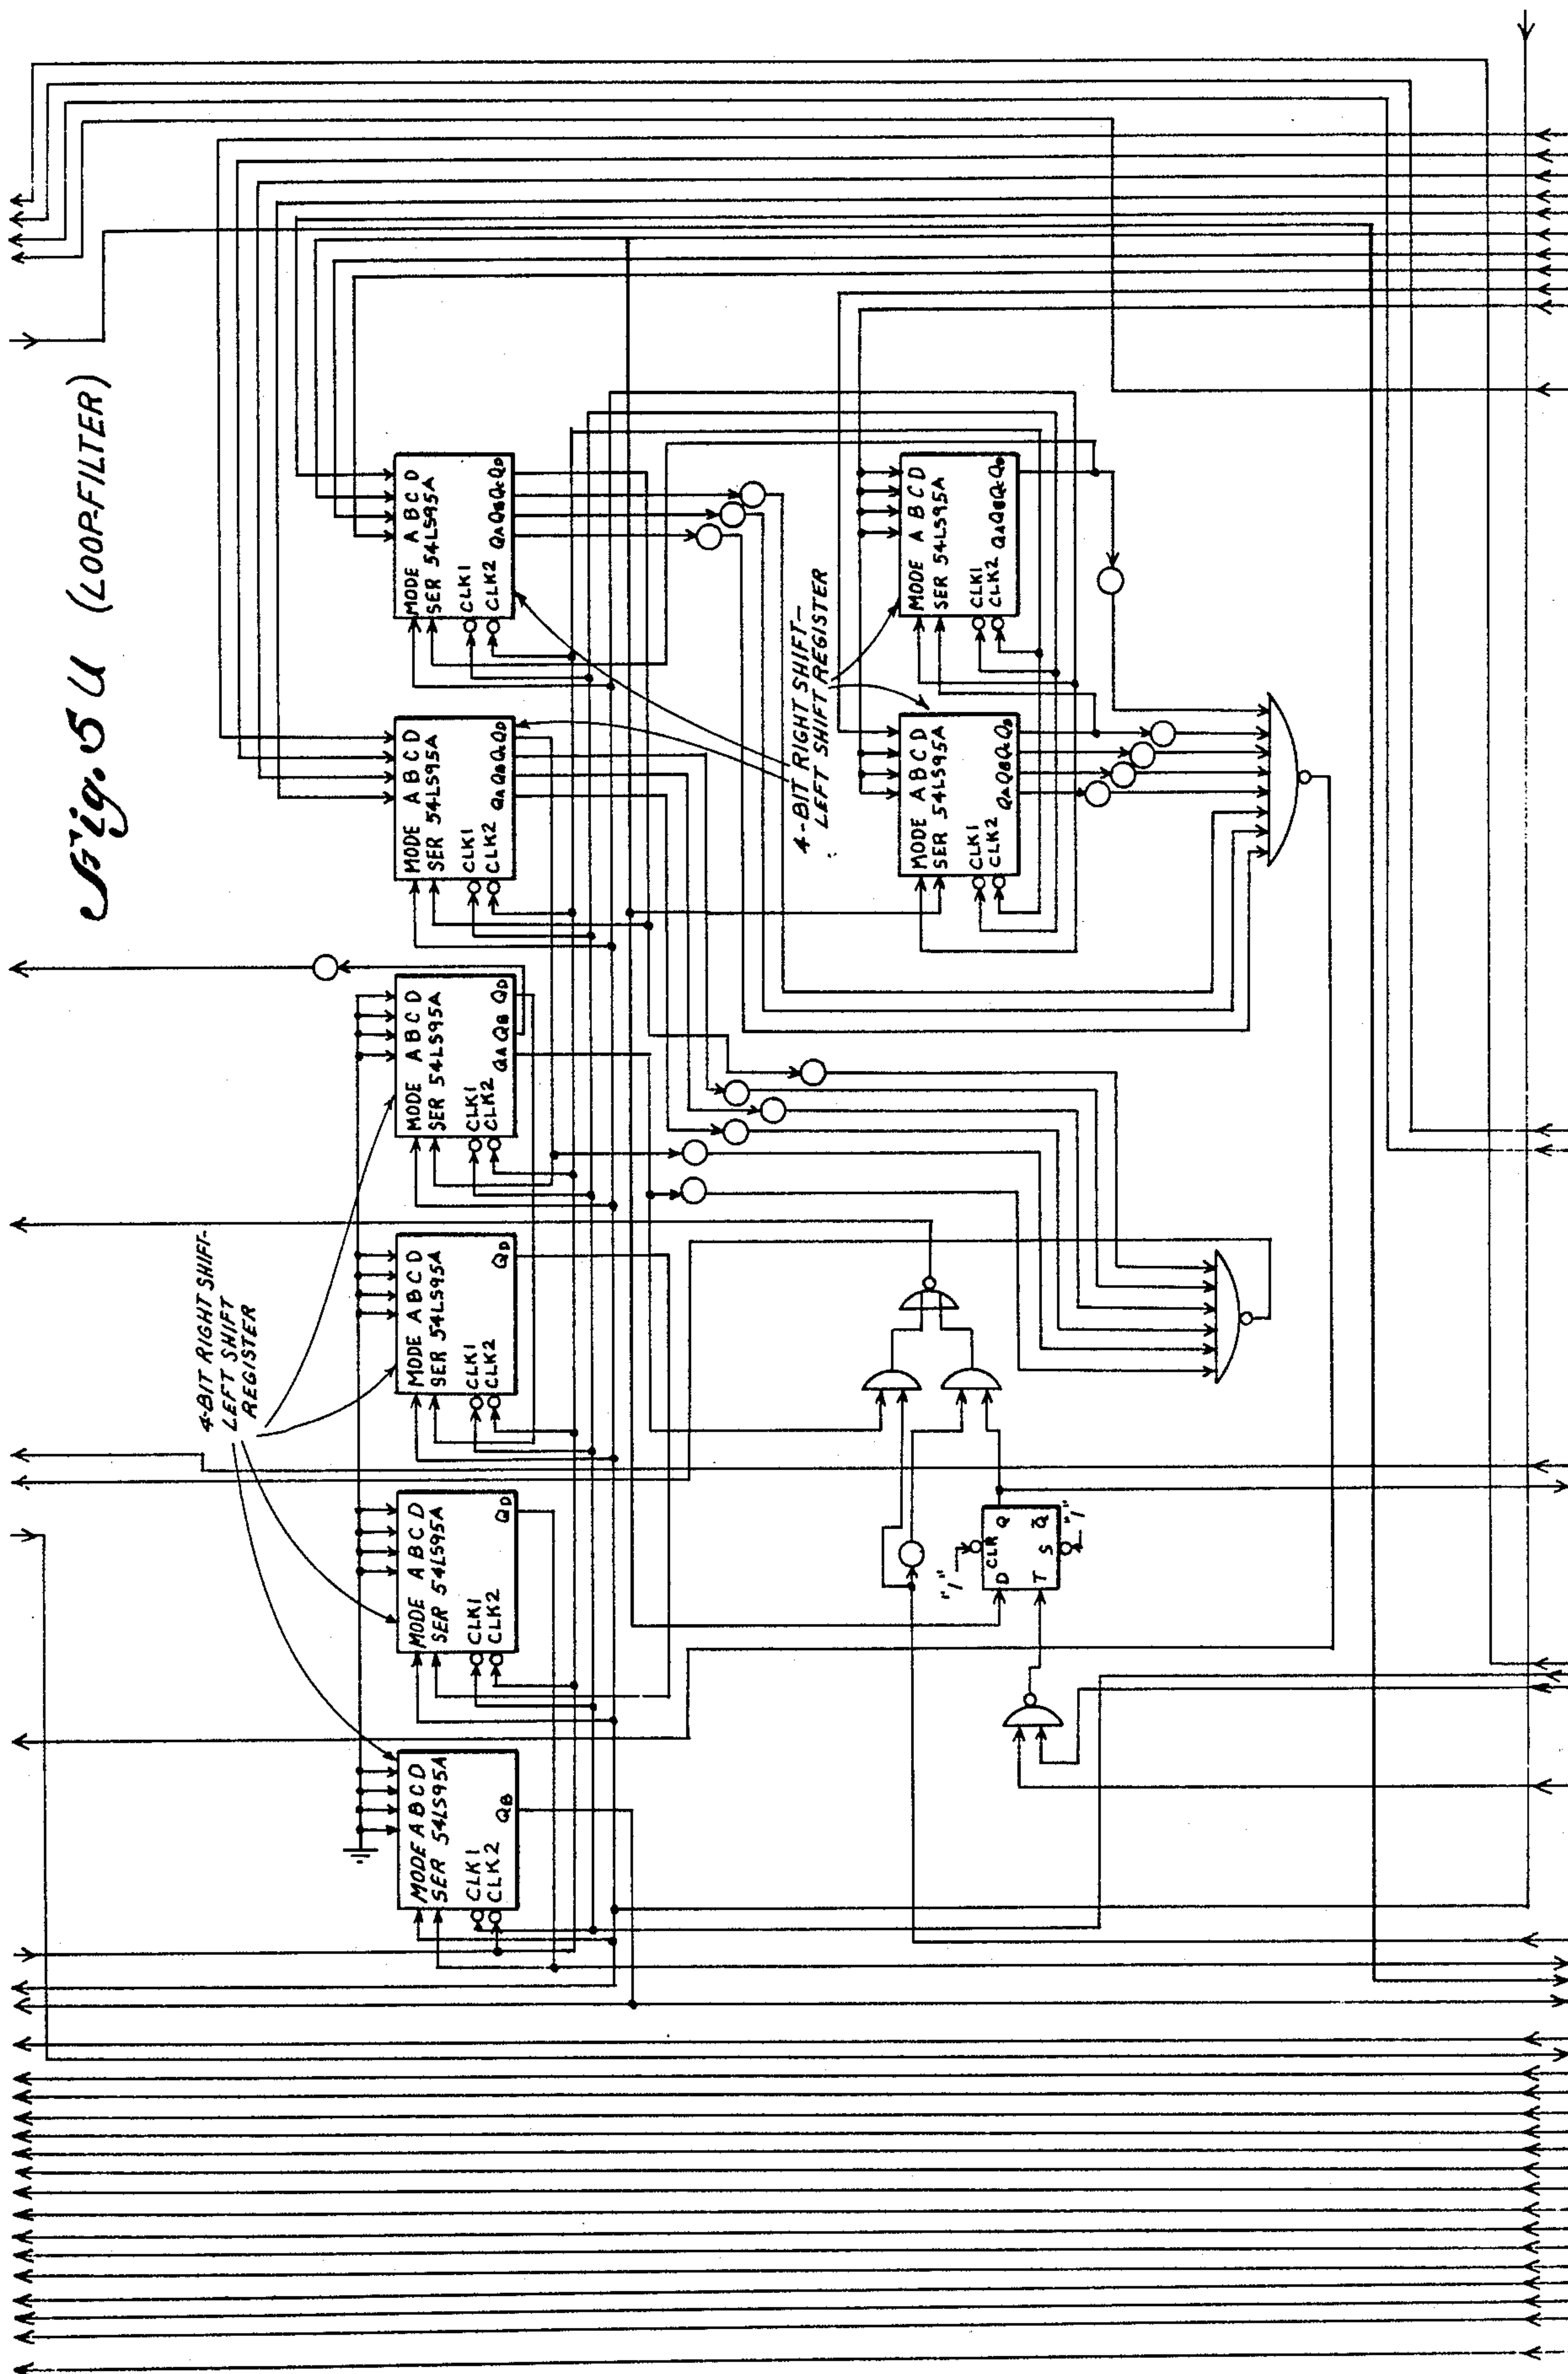 Fig. 5 U (LOOP-FILTER)
4-BIT RIGHT SHIFT-
LEFT SHIFT
REGISTER
MODE A B C D
SER 54LS95A
CLK1
CLK2
QB
MODE A B C D
SER 54LS95A
CLK1
CLK2
QD
MODE A B C D
SER 54LS95A
CLK1
CLK2
QD
MODE A B C D
SER 54LS95A
CLK1
CLK2
QA QB QD
MODE A B C D
SER 54LS95A
CLK1
CLK2
QA QB QC QD
MODE A B C D
SER 54LS95A
CLK1
CLK2
QA QB QC QD
4-BIT RIGHT SHIFT-
LEFT SHIFT REGISTER
MODE A B C D
SER 54LS95A
CLK1
CLK2
QA QB QC QD
MODE A B C D
SER 54LS95A
CLK1
CLK2
QA QB QC QD
"1"
CLR
D Q
T S Q̄
"1"